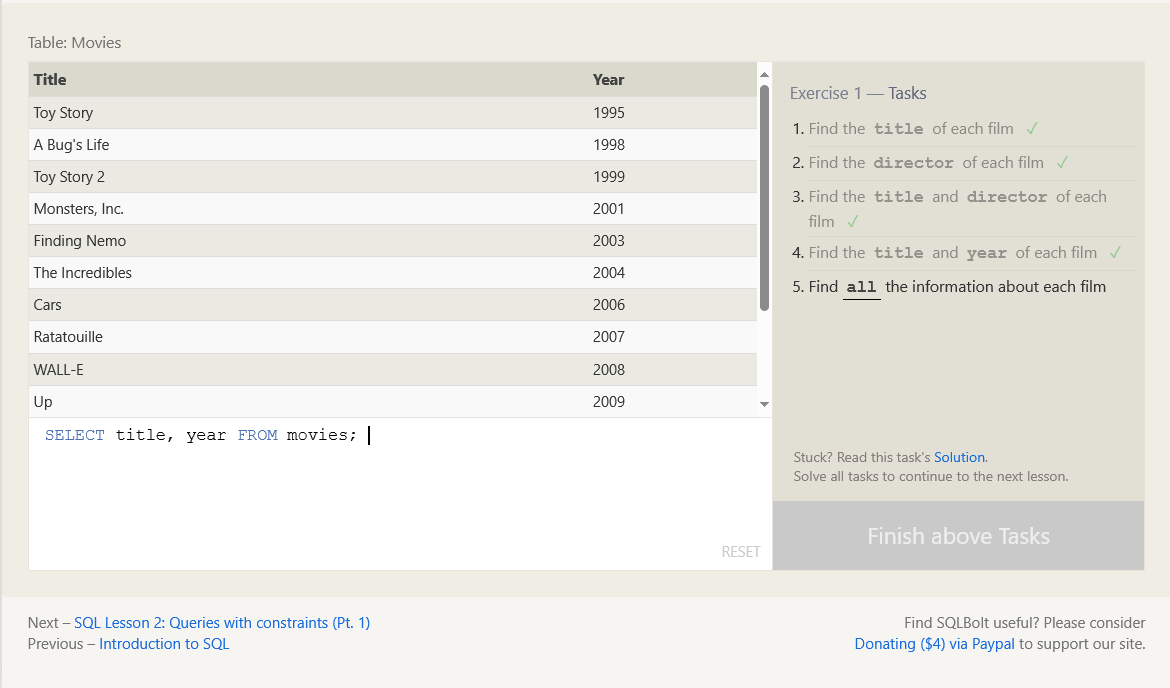 Table: Movies
Title Year
Toy Story 1995
A Bug's Life 1998
Toy Story 2 1999
Monsters, Inc. 2001
Finding Nemo 2003
The Incredibles 2004
Cars 2006
Ratatouille 2007
WALL-E 2008
Up 2009
SELECT title, year FROM movies;
RESET
Exercise 1 — Tasks
1. Find the title of each film ✓
2. Find the director of each film ✓
3. Find the title and director of each
film ✓
4. Find the title and year of each film ✓
5. Find all the information about each film
Stuck? Read this task's Solution.
Solve all tasks to continue to the next lesson.
Finish above Tasks
Next – SQL Lesson 2: Queries with constraints (Pt. 1)
Previous – Introduction to SQL
Find SQLBolt useful? Please consider
Donating ($4) via Paypal to support our site.